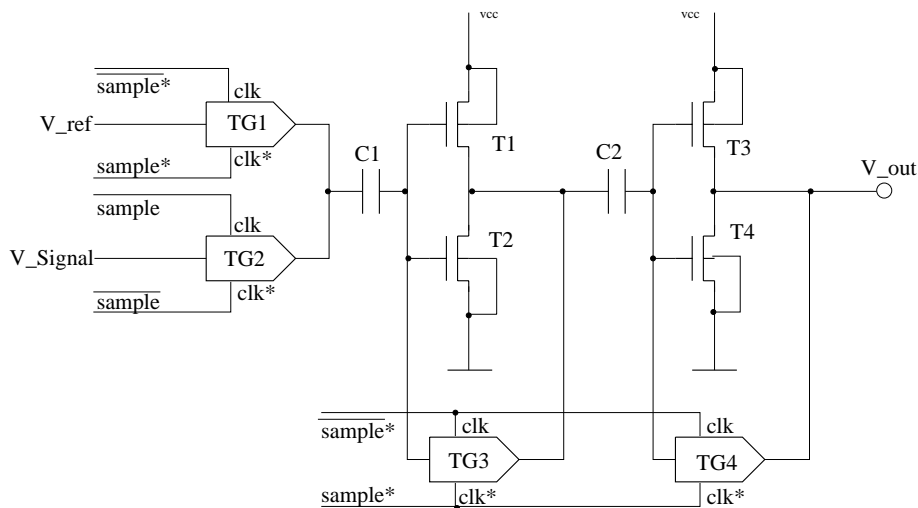 vcc
vcc
sample*
clk
V_ref
TG1
T1
T3
C1
C2
sample*
clk*
V_out
sample
clk
T2
T4
V_Signal
TG2
sample
clk*
sample*
clk
clk
TG3
TG4
sample*
clk*
clk*